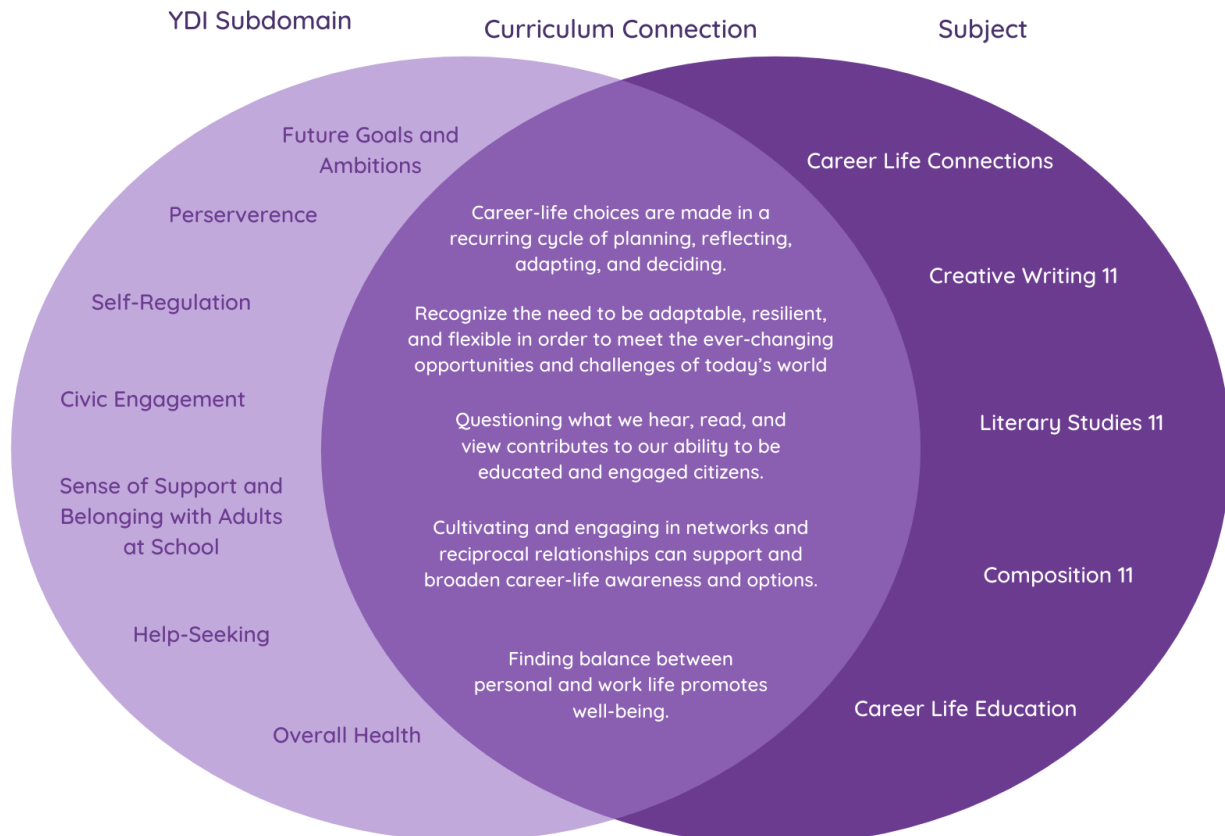 YDI Subdomain
Curriculum Connection
Subject
Future Goals and
Ambitions
Perserverence
Self-Regulation
Civic Engagement
Sense of Support and
Belonging with Adults
at School
Help-Seeking
Overall Health
Career-life choices are made in a
recurring cycle of planning, reflecting,
adapting, and deciding.
Recognize the need to be adaptable, resilient,
and flexible in order to meet the ever-changing
opportunities and challenges of today's world
Questioning what we hear, read, and
view contributes to our ability to be
educated and engaged citizens.
Cultivating and engaging in networks and
reciprocal relationships can support and
broaden career-life awareness and options.
Finding balance between
personal and work life promotes
well-being.
Career Life Connections
Creative Writing 11
Literary Studies 11
Composition 11
Career Life Education